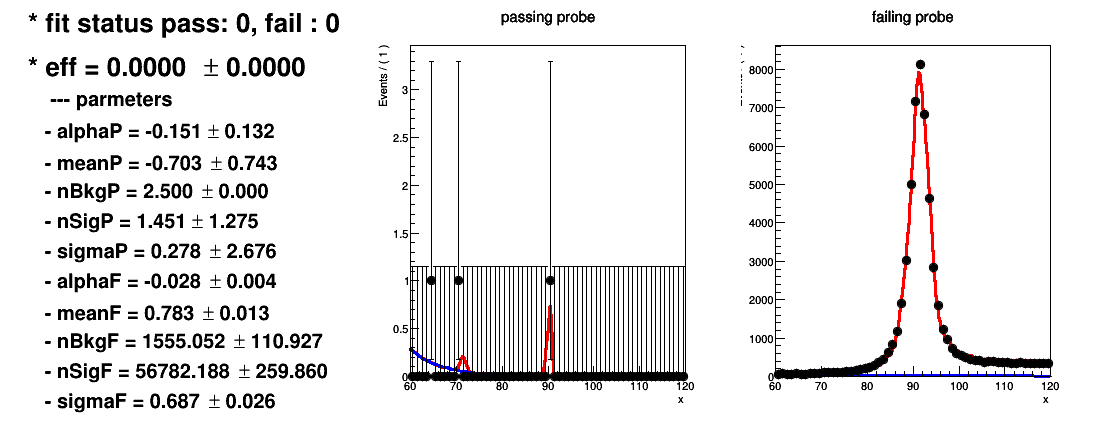 * fit status pass: 0, fail : 0
* eff = 0.0000 ± 0.0000
--- parmeters
- alphaP = -0.151 ± 0.132
- meanP = -0.703 ± 0.743
- nBkgP = 2.500 ± 0.000
- nSigP = 1.451 ± 1.275
- sigmaP = 0.278 ± 2.676
- alphaF = -0.028 ± 0.004
- meanF = 0.783 ± 0.013
- nBkgF = 1555.052 ± 110.927
- nSigF = 56782.188 ± 259.860
- sigmaF = 0.687 ± 0.026
passing probe
Events / ( 1 )
3
2.5
2
1.5
1
0.5
0
60 70 80 90 100 110 120
x
failing probe
8000
7000
6000
5000
4000
3000
2000
1000
0
60 70 80 90 100 110 120
x